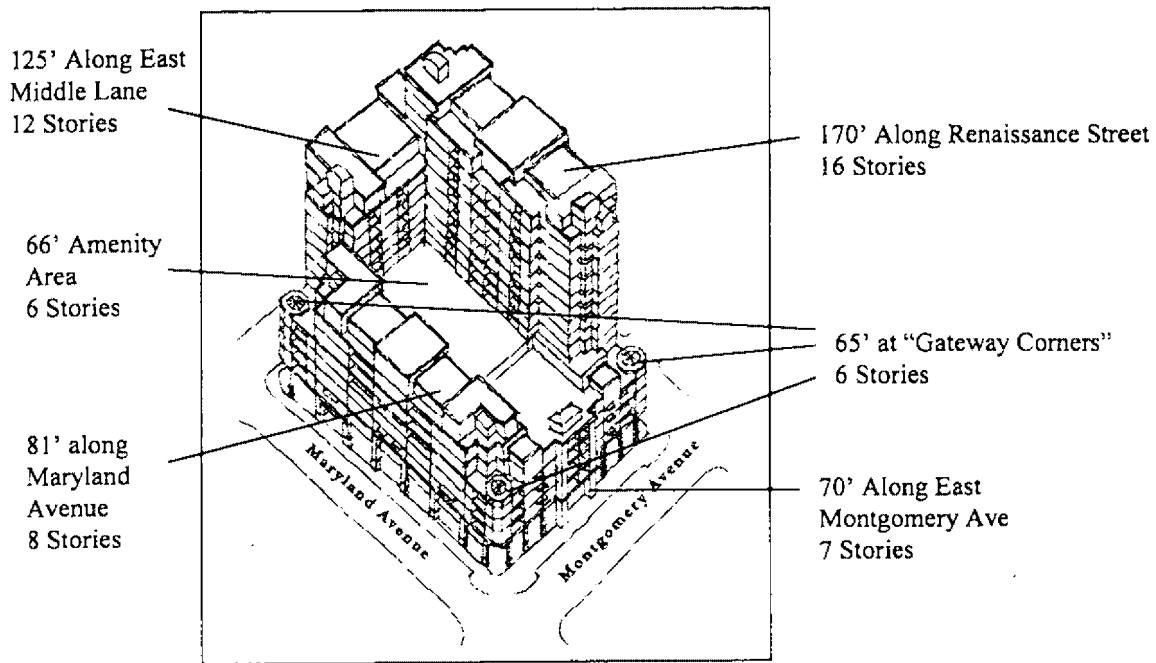 125' Along East
Middle Lane
12 Stories
170' Along Renaissance Street
16 Stories
66' Amenity
Area
6 Stories
65' at “Gateway Corners”
6 Stories
81' along
Maryland
Avenue
8 Stories
70' Along East
Montgomery Ave
7 Stories
Maryland Avenue
Montgomery Avenue